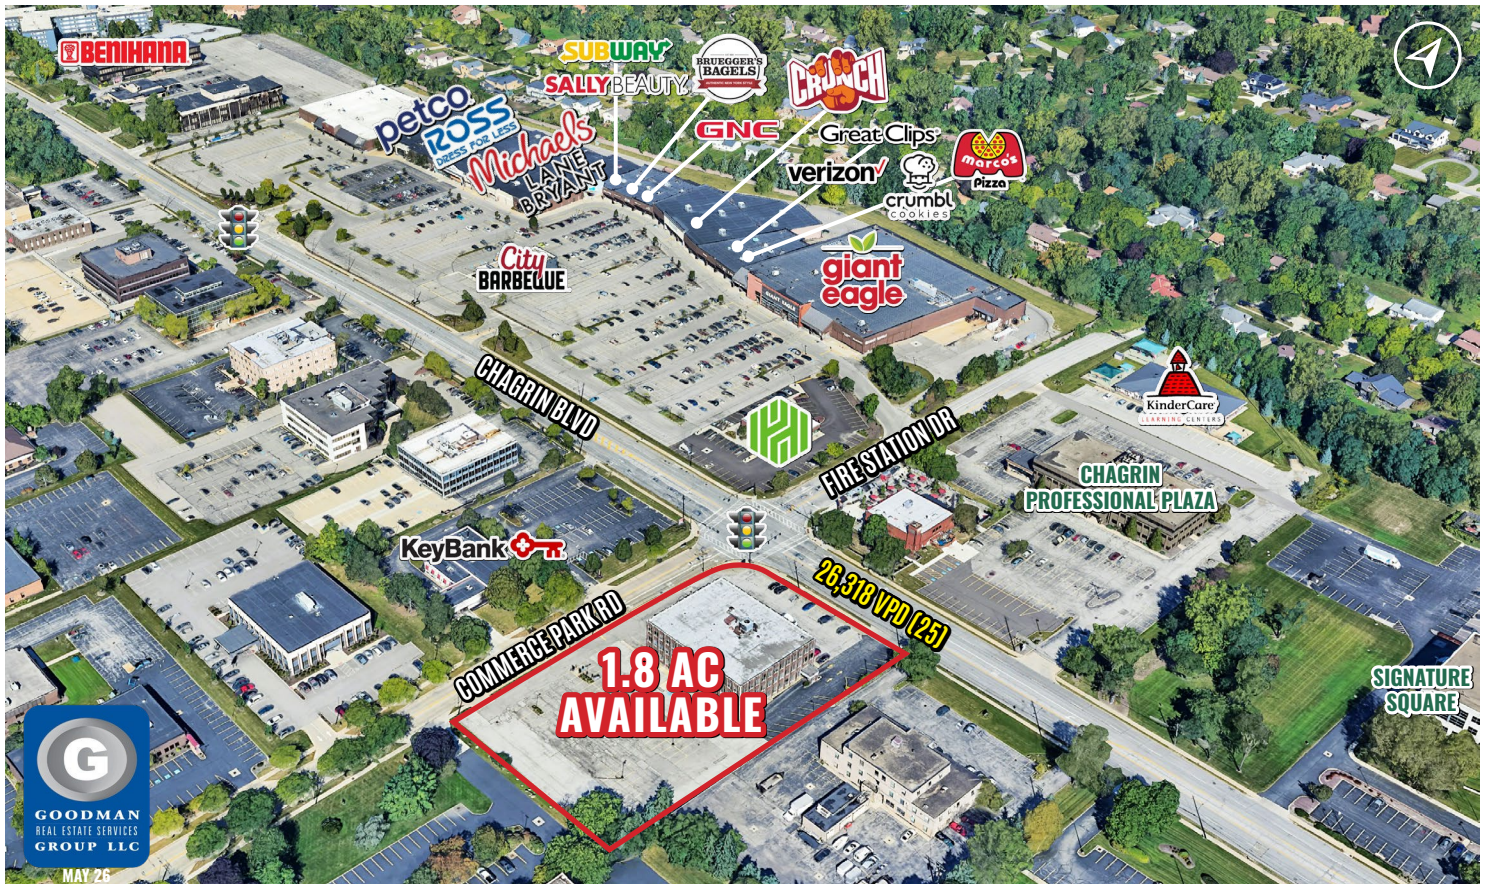 BENIHANA
SUBWAY
SALLYBEAUTY
BRUEGGER'S
BAGELS
CRUNCH
petco
ROSS
DRESS FOR LESS
Michaels
LANE
BRYANT
GNC
Great Clips
verizon
crumbl
cookies
marco's
Pizza
City
BARBEQUE
giant
eagle
GIANT EAGLE
KinderCare
LEARNING CENTERS
CHAGRIN BLVD
FIRE STATION DR
CHAGRIN
PROFESSIONAL PLAZA
KeyBank
COMMERCE PARK RD
26,318 VPD (25)
1.8 AC
AVAILABLE
SIGNATURE
SQUARE
G
GOODMAN
REAL ESTATE SERVICES
GROUP LLC
MAY 26